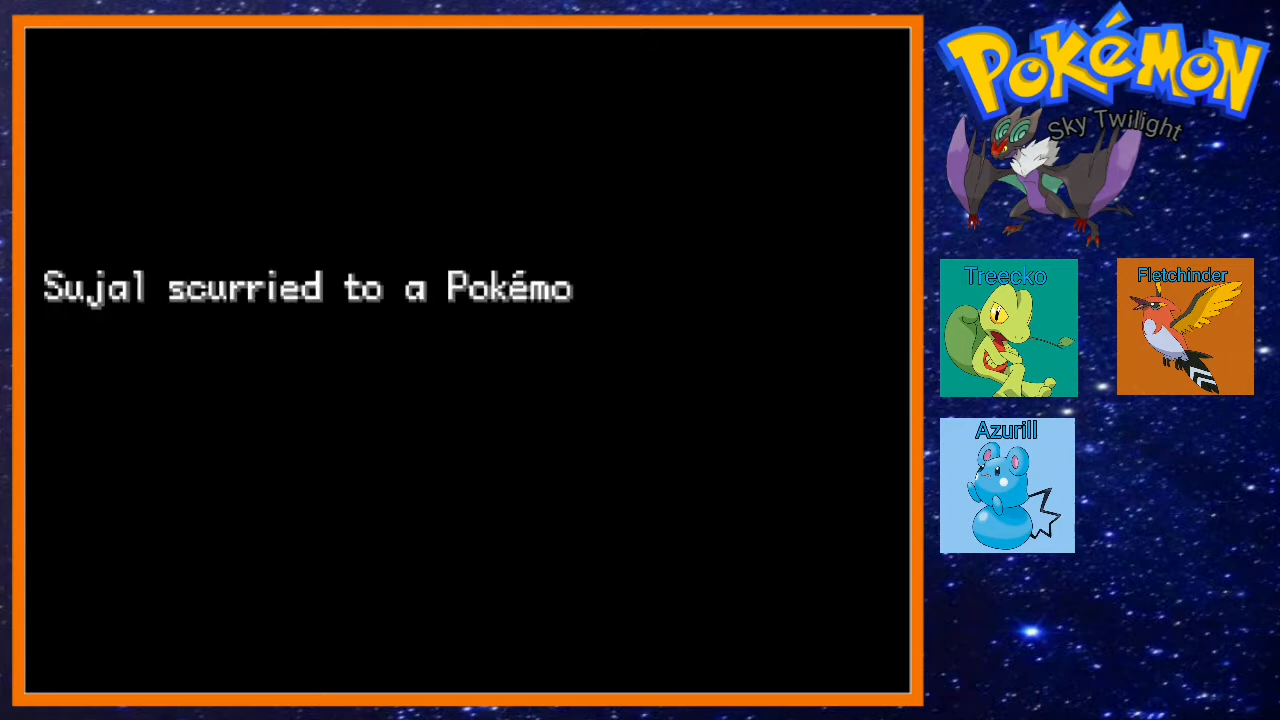 Sujal scurried to a Pokémo
POKÉMON
Sky Twilight
Treecko
Fletchinder
Azurill